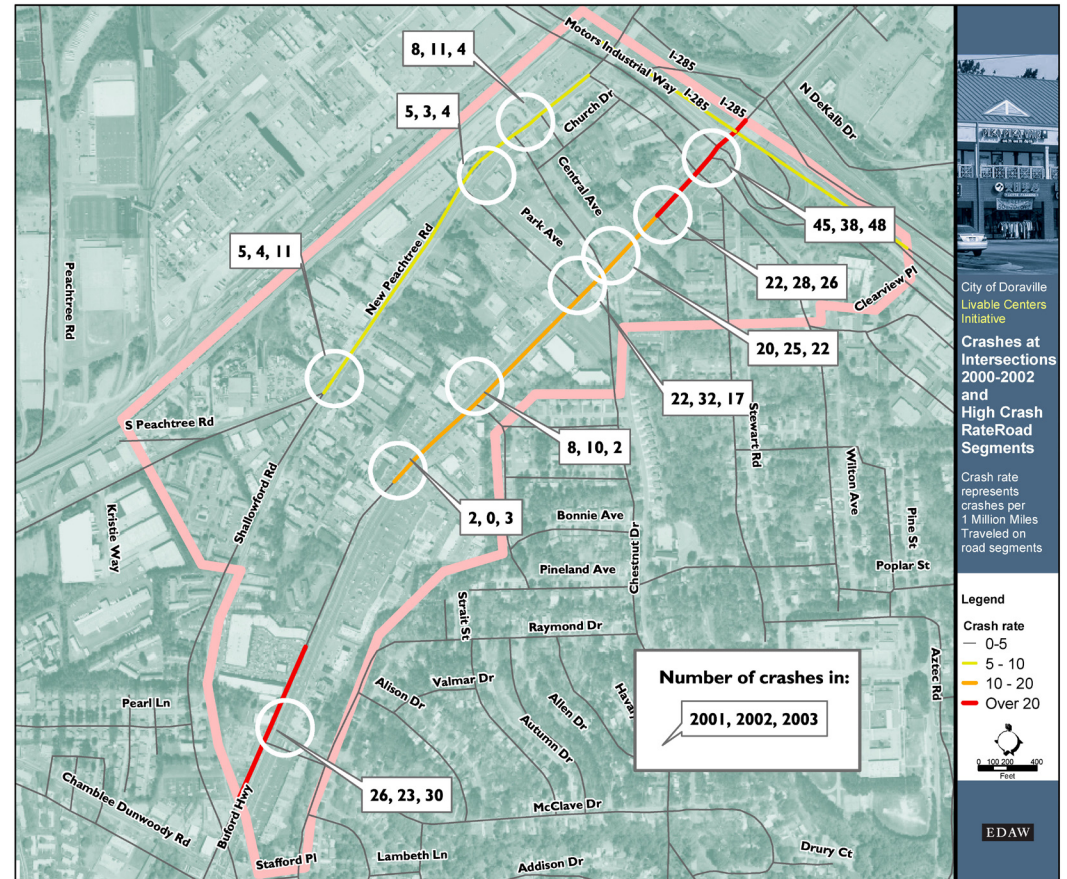 8, 11, 4
5, 3, 4
5, 4, 11
45, 38, 48
22, 28, 26
20, 25, 22
22, 32, 17
8, 10, 2
2, 0, 3
26, 23, 30
Motors Industrial Way
I-285
I-285
I-285
N DeKalb Dr
Church Dr
Central Ave
Park Ave
New Peachtree Rd
Peachtree Rd
Clearview Pl
S Peachtree Rd
Shallowford Rd
Kristie Way
Stewart Rd
Wilton Ave
Pine St
Poplar St
Bonnie Ave
Chestnut Dr
Pineland Ave
Strait St
Raymond Dr
Alison Dr
Valmar Dr
Allen Dr
Autumn Dr
Havan
Aztec Rd
Pearl Ln
Chamblee Dunwoody Rd
Buford Hwy
McClave Dr
Stafford Pl
Lambeth Ln
Addison Dr
Drury Ct
Number of crashes in:
2001, 2002, 2003
City of Doraville
Livable Centers
Initiative
Crashes at
Intersections
2000-2002
and
High Crash
RateRoad
Segments
Crash rate
represents
crashes per
1 Million Miles
Traveled on
road segments
Legend
Crash rate
0-5
5 - 10
10 - 20
Over 20
0 100 200 400
Feet
EDAW